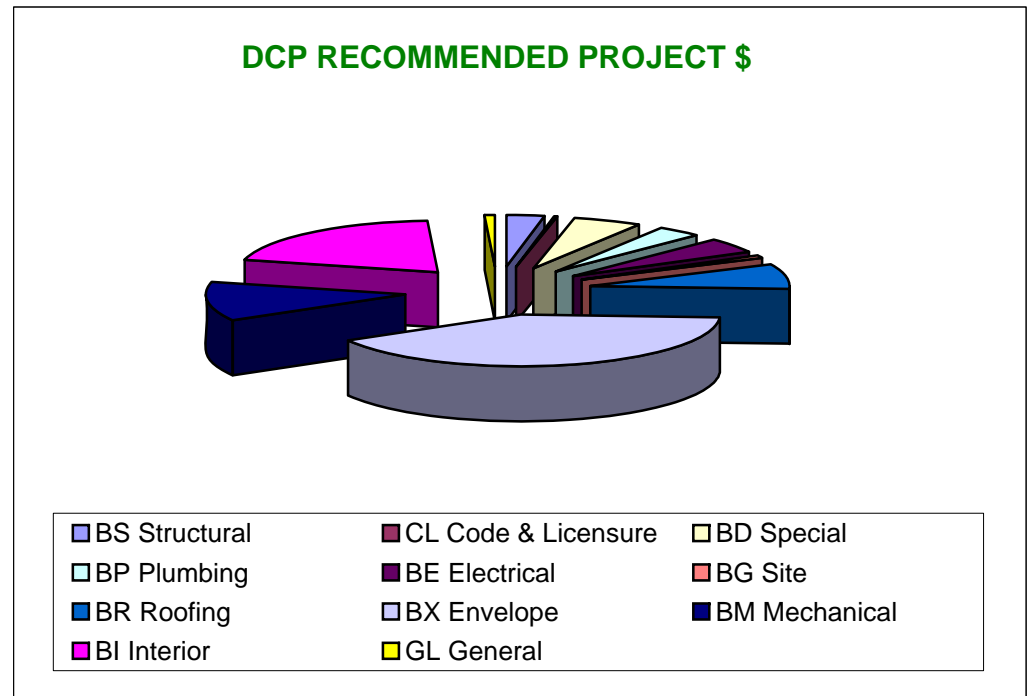 DCP RECOMMENDED PROJECT $
BS Structural CL Code & Licensure BD Special
BP Plumbing BE Electrical BG Site
BR Roofing BX Envelope BM Mechanical
BI Interior GL General